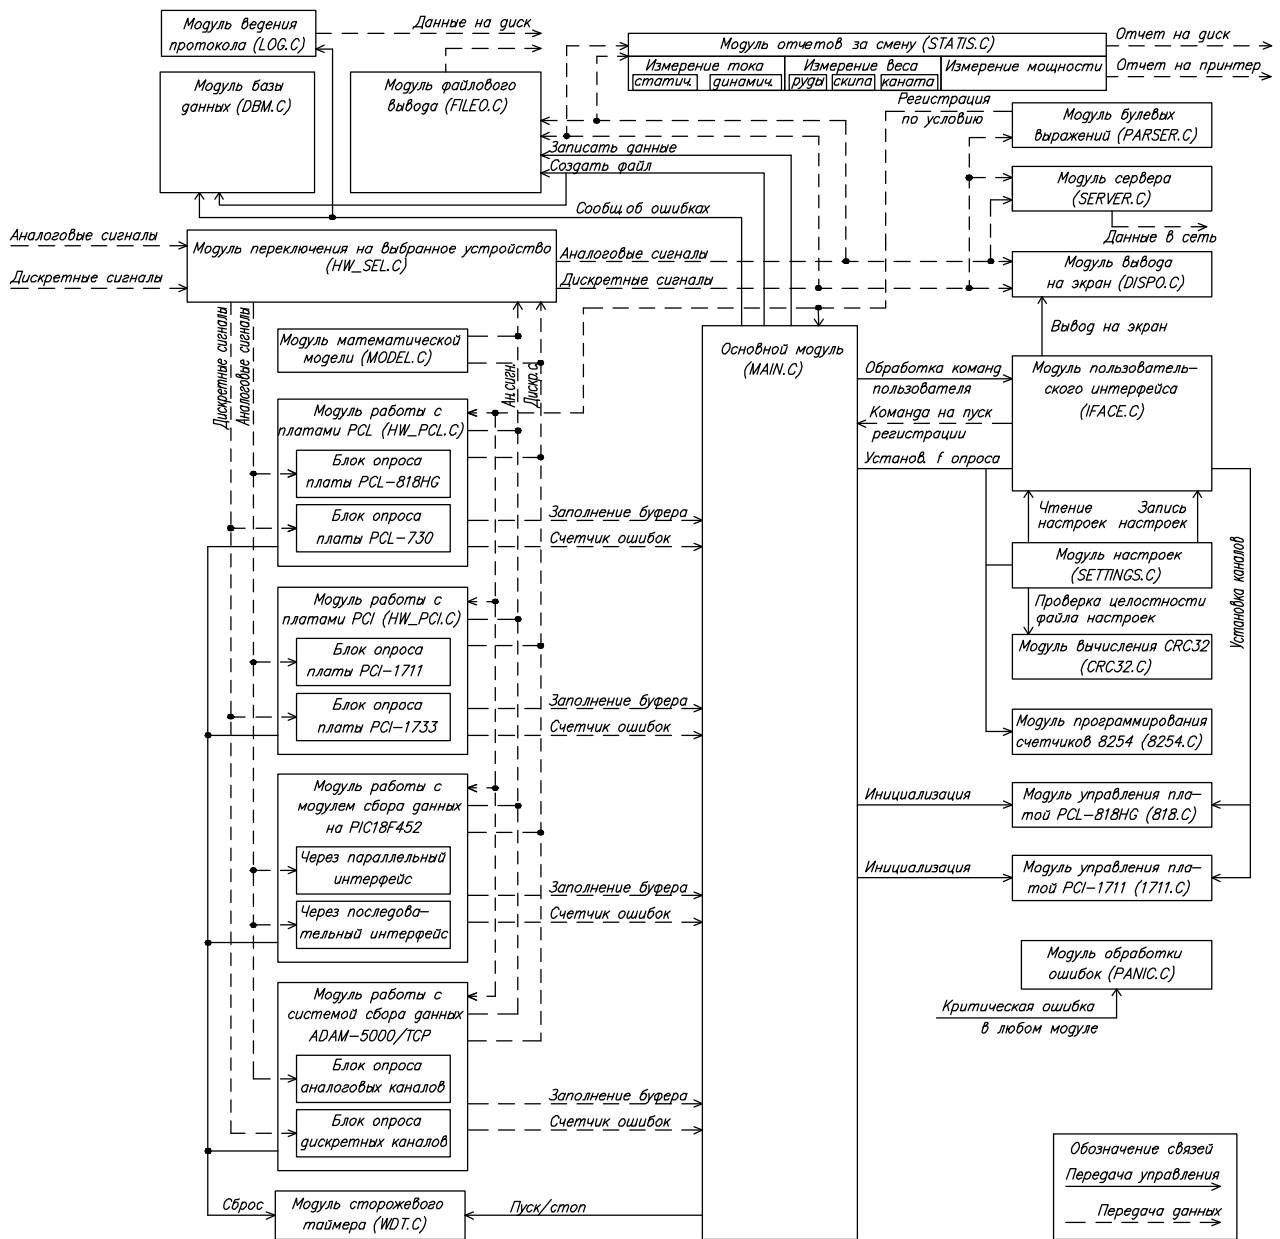 Модуль ведения
протокола (LOG.C)
Данные на диск
Модуль базы
данных (DBM.C)
Модуль файлового
вывода (FILEO.C)
Модуль отчетов за смену (STATIS.C)
Измерение тока
Измерение веса
Измерение мощности
статич.
динамич.
руды
скипа
каната
Отчет на диск
Отчет на принтер
Регистрация
по условию
Модуль булевых
выражений (PARSER.C)
Записать данные
Создать файл
Модуль сервера
(SERVER.C)
Данные в сеть
Сообщ.об ошибках
Аналоговые сигналы
Дискретные сигналы
Модуль переключения на выбранное устройство
(HW_SEL.C)
Аналоговые сигналы
Дискретные сигналы
Модуль вывода
на экран (DISPO.C)
Вывод на экран
Дискретные сигналы
Аналоговые сигналы
Модуль математической
модели (MODEL.C)
Ан.сигн.
Дискр.с.
Основной модуль
(MAIN.C)
Обработка команд
пользователя
Команда на пуск
регистрации
Установ. f опроса
Модуль пользователь-
ского интерфейса
(IFACE.C)
Модуль работы с
платами PCL (HW_PCL.C)
Блок опроса
платы PCL-818HG
Блок опроса
платы PCL-730
Заполнение буфера
Счетчик ошибок
Чтение
настроек
Запись
настроек
Модуль настроек
(SETTINGS.C)
Проверка целостности
файла настроек
Установка каналов
Модуль вычисления CRC32
(CRC32.C)
Модуль работы с
платами PCI (HW_PCI.C)
Блок опроса
платы PCI-1711
Блок опроса
платы PCI-1733
Заполнение буфера
Счетчик ошибок
Модуль программирования
счетчиков 8254 (8254.C)
Модуль работы с
модулем сбора данных
на PIC18F452
Через параллельный
интерфейс
Через последова-
тельный интерфейс
Заполнение буфера
Счетчик ошибок
Инициализация
Модуль управления пла-
той PCL-818HG (818.C)
Инициализация
Модуль управления пла-
той PCI-1711 (1711.C)
Модуль обработки
ошибок (PANIC.C)
Критическая ошибка
в любом модуле
Модуль работы с
системой сбора данных
ADAM-5000/TCP
Блок опроса
аналоговых каналов
Блок опроса
дискретных каналов
Заполнение буфера
Счетчик ошибок
Сброс
Модуль сторожевого
таймера (WDT.C)
Пуск/стоп
Обозначение связей
Передача управления
Передача данных